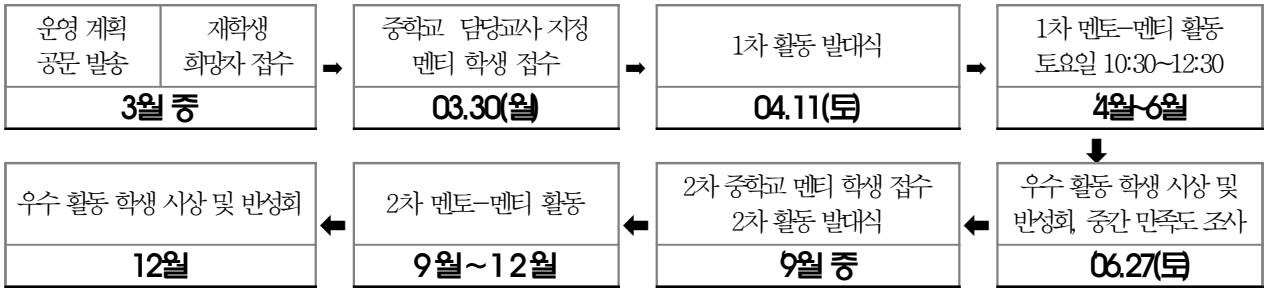 운영 계획
공문 발송
재학생
희망자 접수
3월 중
➡
중학교 담당교사 지정
멘티 학생 접수
03.30(월)
➡
1차 활동 발대식
04.11(토)
➡
1차 멘토-멘티 활동
토요일 10:30~12:30
4월~6월
⬇
우수 활동 학생 시상 및
반성회, 중간 만족도 조사
06.27(토)
⬅
2차 중학교 멘티 학생 접수
2차 활동 발대식
9월 중
⬅
2차 멘토-멘티 활동
9월~12월
⬅
우수 활동 학생 시상 및 반성회
12월